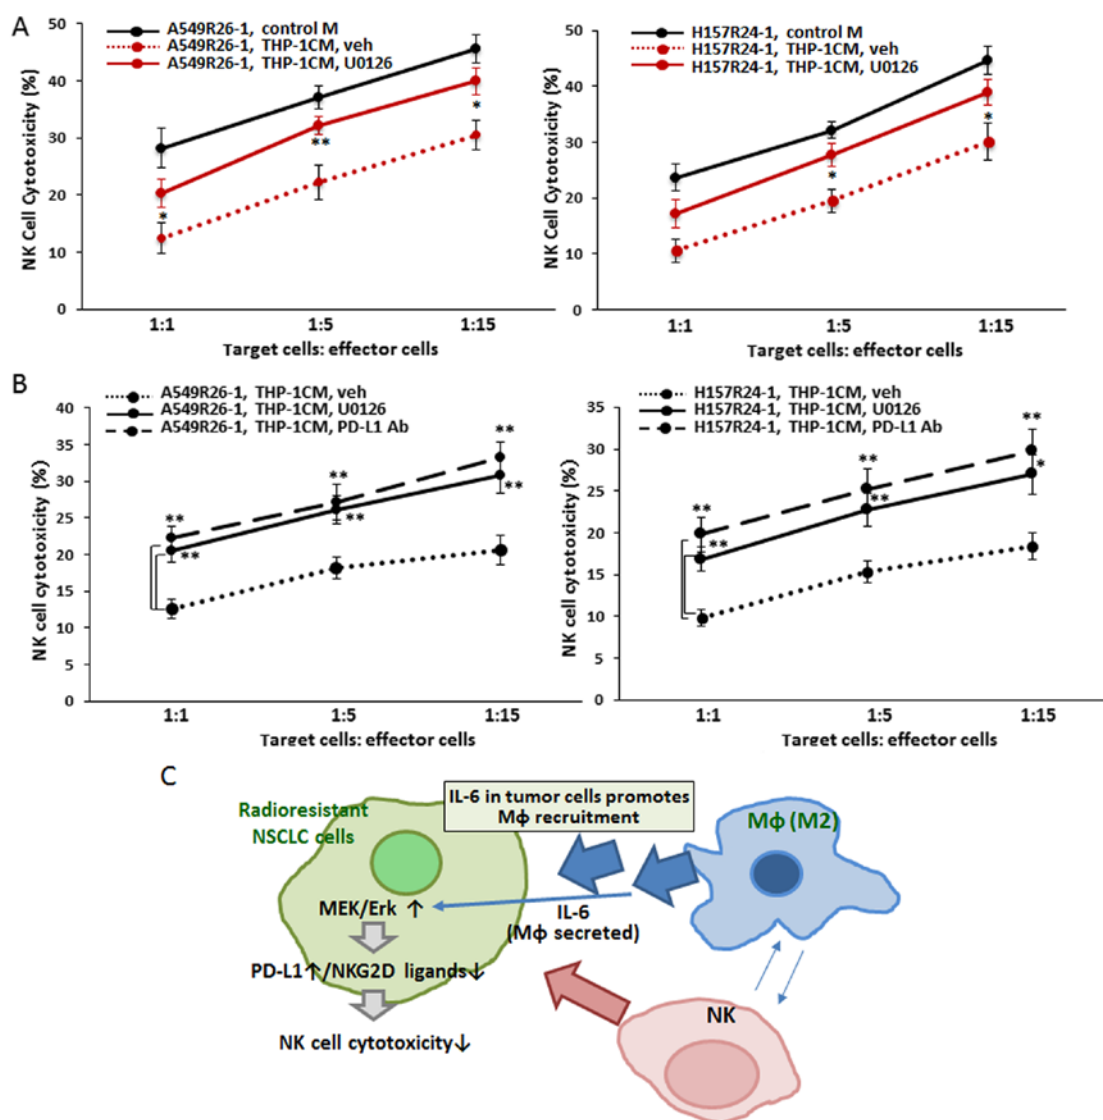 A
A549R26-1, control M
A549R26-1, THP-1CM, veh
A549R26-1, THP-1CM, U0126
NK Cell Cytotoxicity (%)
50
40
30
20
10
0
*
**
*
1:1 1:5 1:15
Target cells: effector cells
H157R24-1, control M
H157R24-1, THP-1CM, veh
H157R24-1, THP-1CM, U0126
NK Cell Cytotoxicity (%)
50
40
30
20
10
0
*
*
1:1 1:5 1:15
Target cells: effector cells
B
A549R26-1, THP-1CM, veh
A549R26-1, THP-1CM, U0126
A549R26-1, THP-1CM, PD-L1 Ab
NK cell cytotoxicity (%)
40
35
30
25
20
15
10
5
0
** ** **
** ** **
1:1 1:5 1:15
Target cells: effector cells
H157R24-1, THP-1CM, veh
H157R24-1, THP-1CM, U0126
H157R24-1, THP-1CM, PD-L1 Ab
NK cell cytotoxicity (%)
35
30
25
20
15
10
5
0
** ** **
** ** *
1:1 1:5 1:15
Target cells: effector cells
C
Radioresistant
NSCLC cells
IL-6 in tumor cells promotes
Mϕ recruitment
Mϕ (M2)
MEK/Erk ↑
IL-6
(Mϕ secreted)
PD-L1↑/NKG2D ligands↓
NK cell cytotoxicity↓
NK